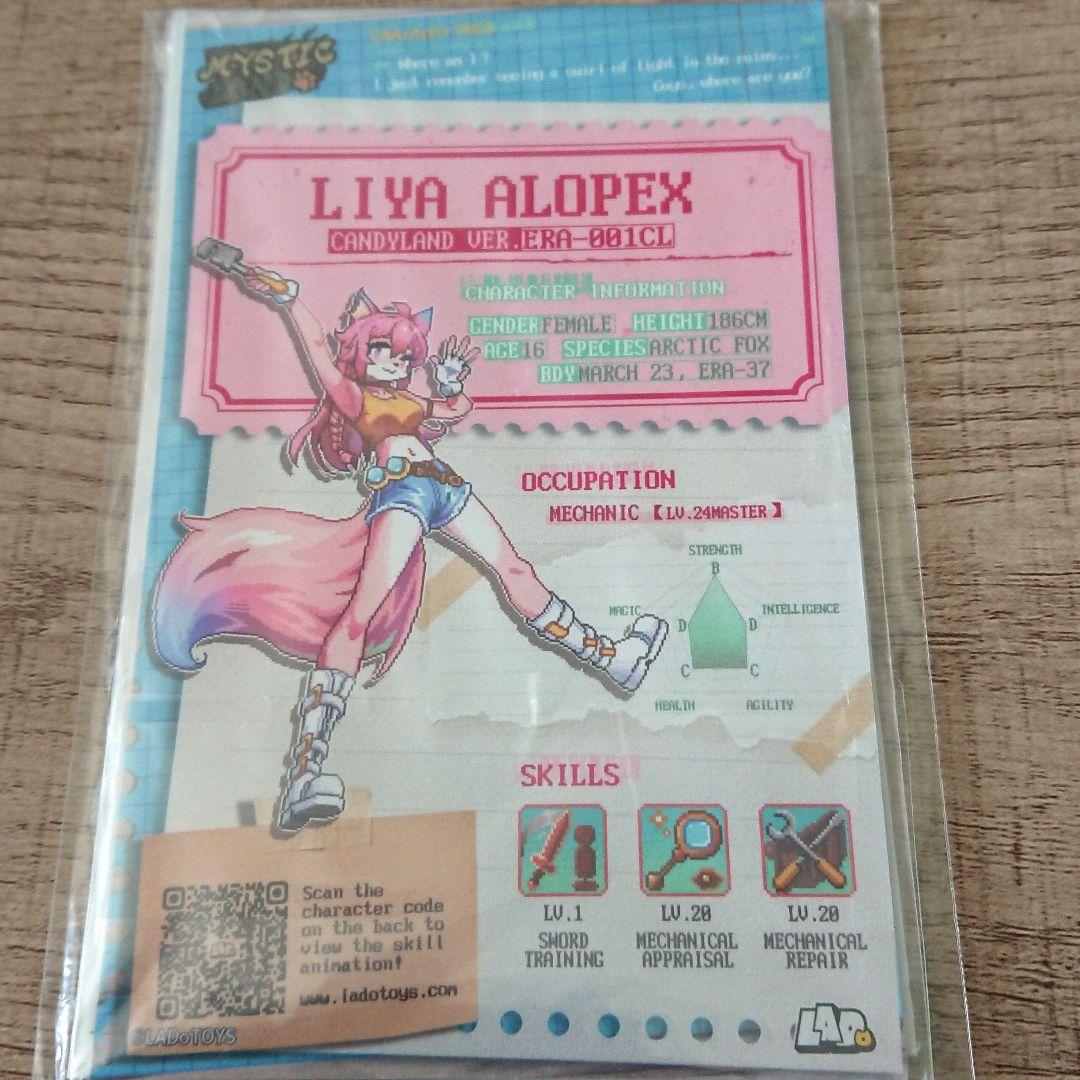 MYSTIC
Where am I?
I just remember seeing a swirl of light in the ruins...
Guys, where are you?
LIYA ALOPEX
CANDYLAND VER. ERA-001CL
CHARACTER INFORMATION
GENDER FEMALE HEIGHT 186CM
AGE 16 SPECIES ARCTIC FOX
BDY MARCH 23, ERA-37
OCCUPATION
MECHANIC【LV.24MASTER】
STRENGTH
B
MAGIC
INTELLIGENCE
D
D
C
C
HEALTH
AGILITY
SKILLS
LV.1
SWORD
TRAINING
LV.20
MECHANICAL
APPRAISAL
LV.20
MECHANICAL
REPAIR
Scan the
character code
on the back to
view the skill
animation!
www.ladotoys.com
©LADoTOYS
LADo